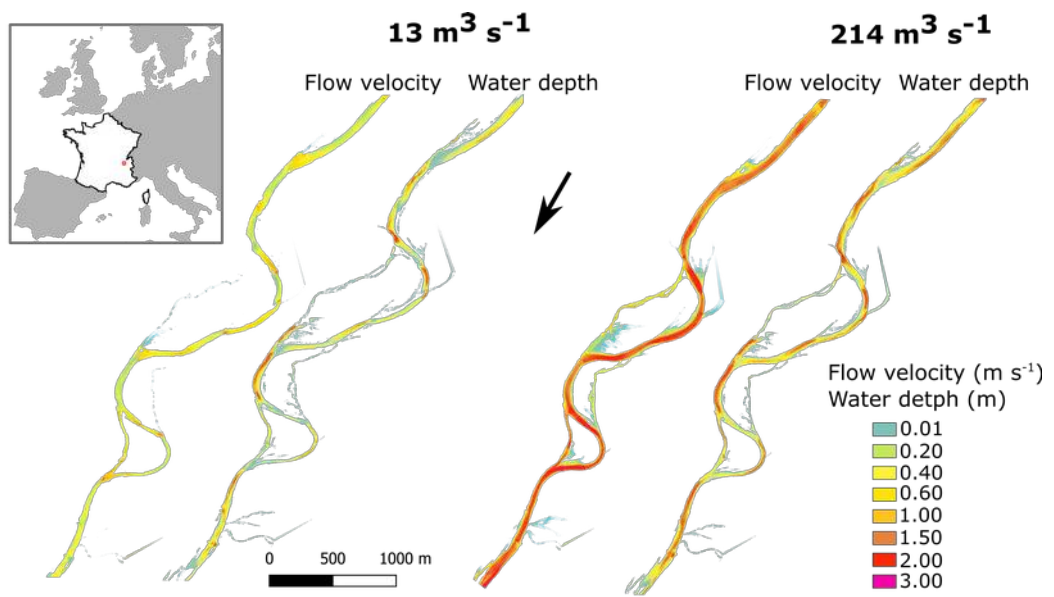 13 m³ s⁻¹
214 m³ s⁻¹
Flow velocity Water depth
Flow velocity Water depth
Flow velocity (m s⁻¹)
Water detph (m)
0.01
0.20
0.40
0.60
1.00
1.50
2.00
3.00
0 500 1000 m